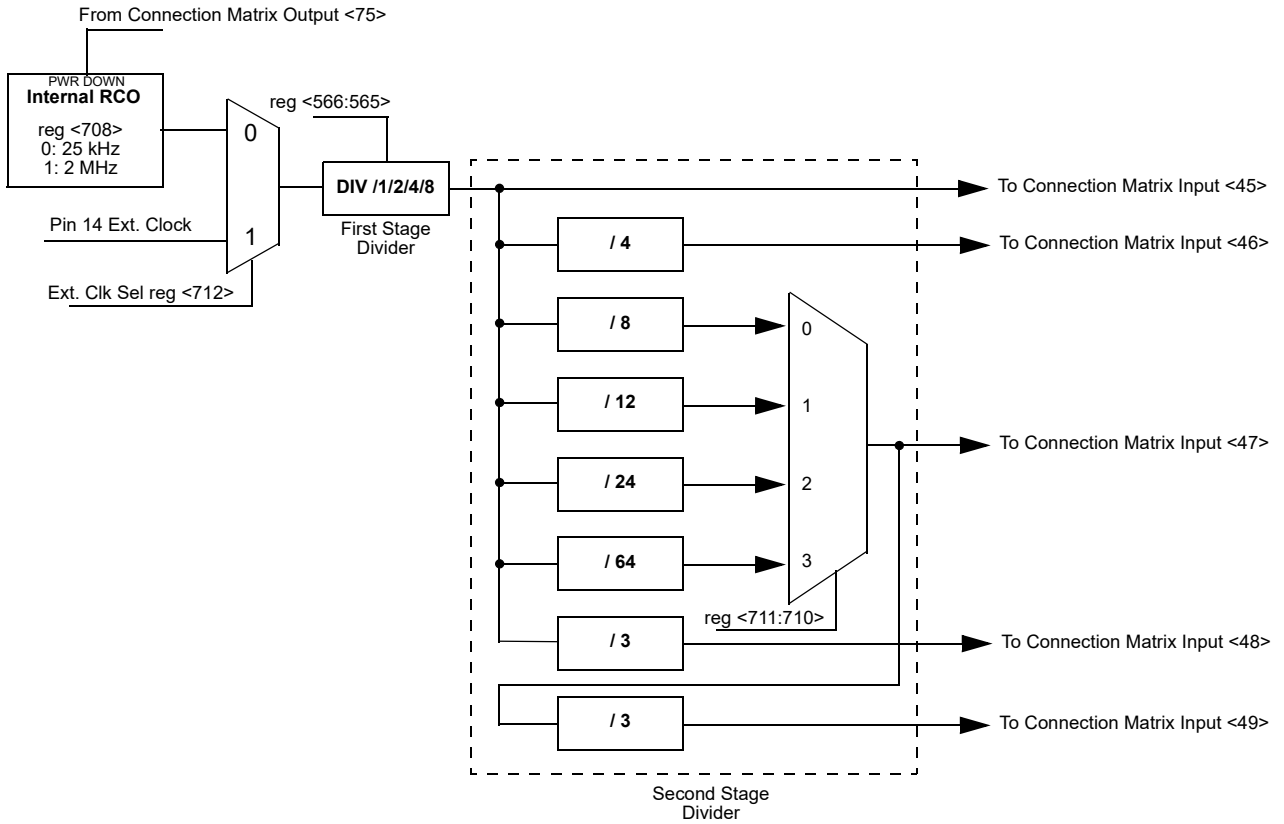 From Connection Matrix Output <75>
PWR DOWN
Internal RCO
reg <708>
0: 25 kHz
1: 2 MHz
0
Pin 14 Ext. Clock
1
Ext. Clk Sel reg <712>
reg <566:565>
DIV /1/2/4/8
First Stage
Divider
To Connection Matrix Input <45>
/ 4
To Connection Matrix Input <46>
/ 8
0
/ 12
1
To Connection Matrix Input <47>
/ 24
2
/ 64
3
reg <711:710>
/ 3
To Connection Matrix Input <48>
/ 3
To Connection Matrix Input <49>
Second Stage
Divider